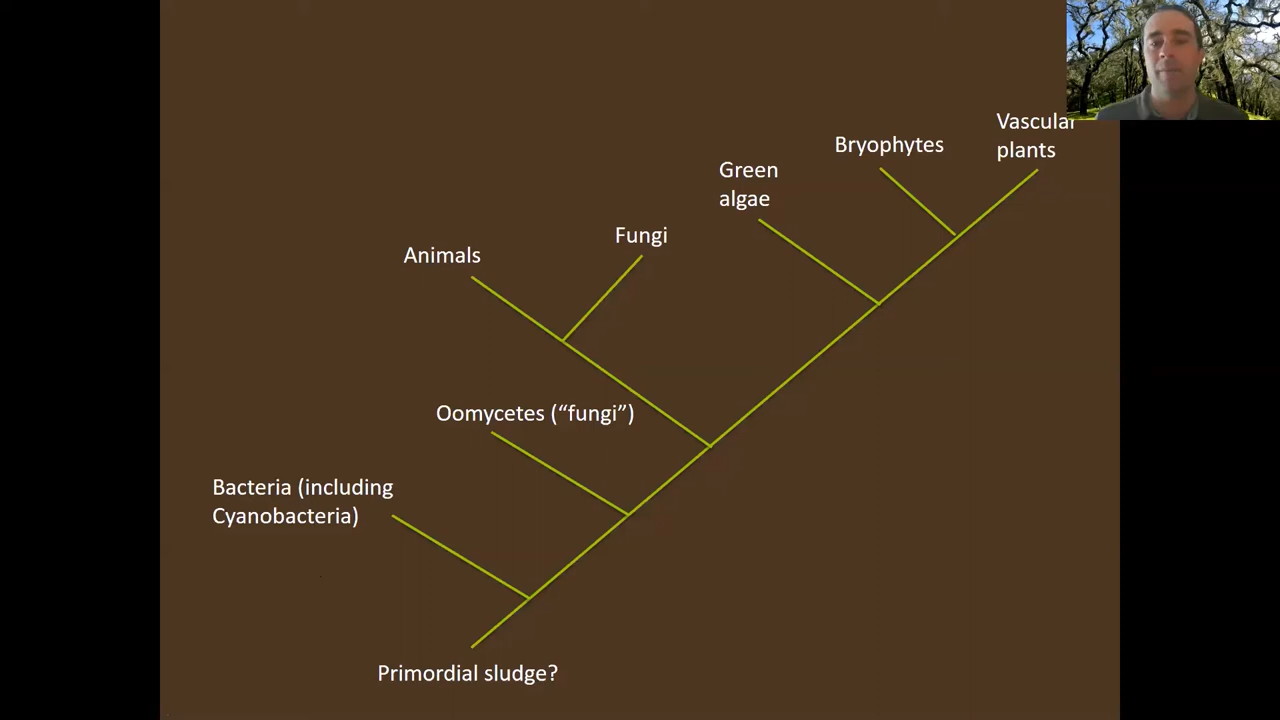 Vascular
plants
Bryophytes
Green
algae
Fungi
Animals
Oomycetes (“fungi”)
Bacteria (including
Cyanobacteria)
Primordial sludge?